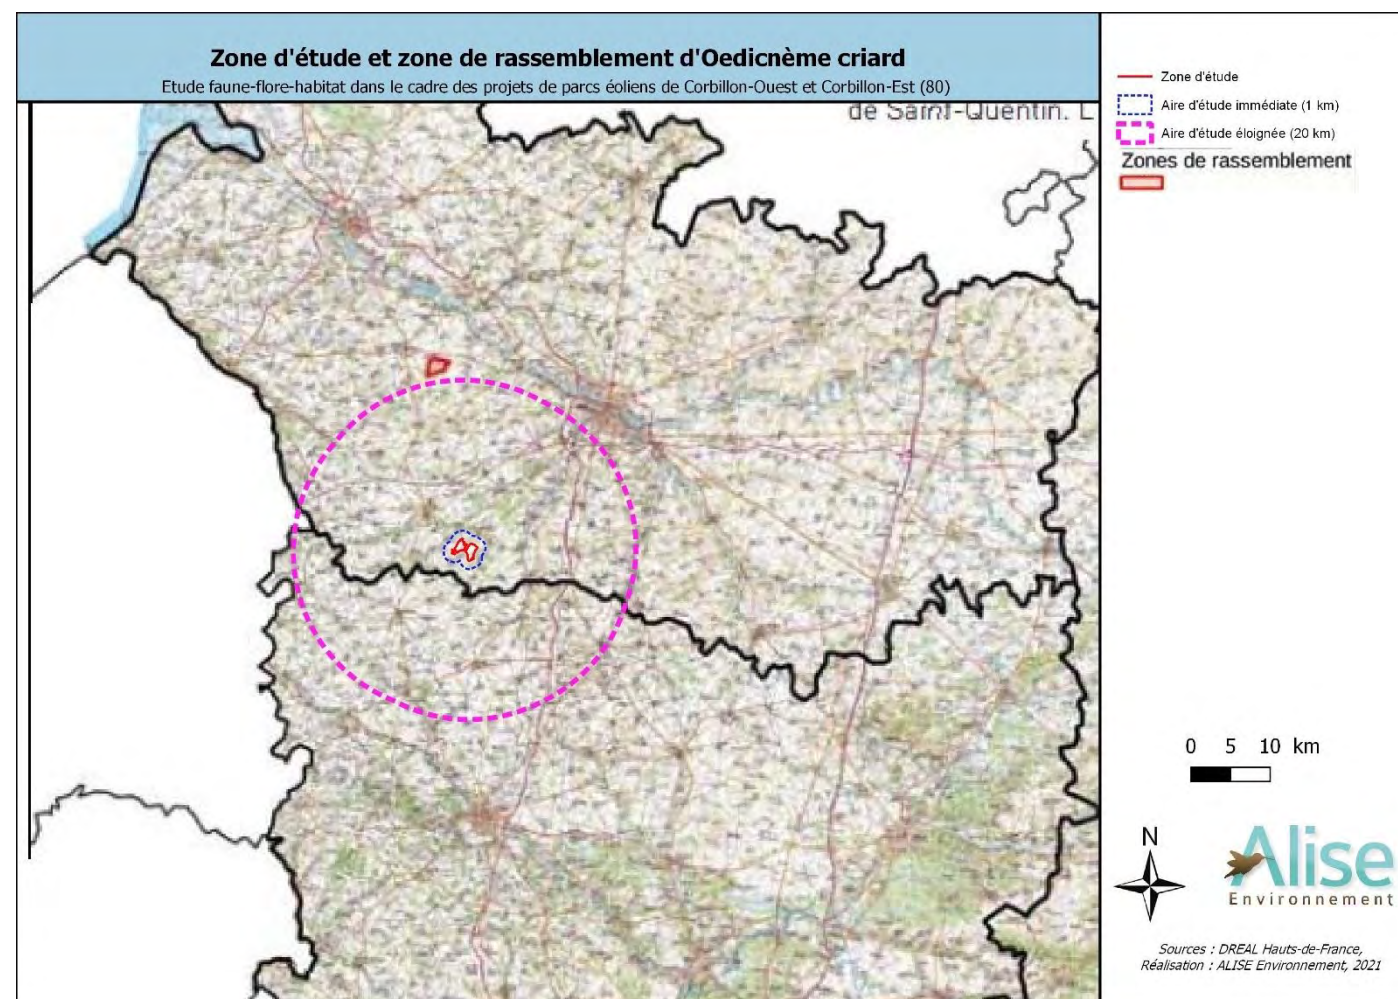 Zone d'étude et zone de rassemblement d'Oedicnème criard
Etude faune-flore-habitat dans le cadre des projets de parcs éoliens de Corbillon-Ouest et Corbillon-Est (80)
de Saint-Quentin. L
Zone d'étude
Aire d'étude immédiate (1 km)
Aire d'étude éloignée (20 km)
Zones de rassemblement
0 5 10 km
N
Alise
Environnement
Sources : DREAL Hauts-de-France,
Réalisation : ALISE Environnement, 2021